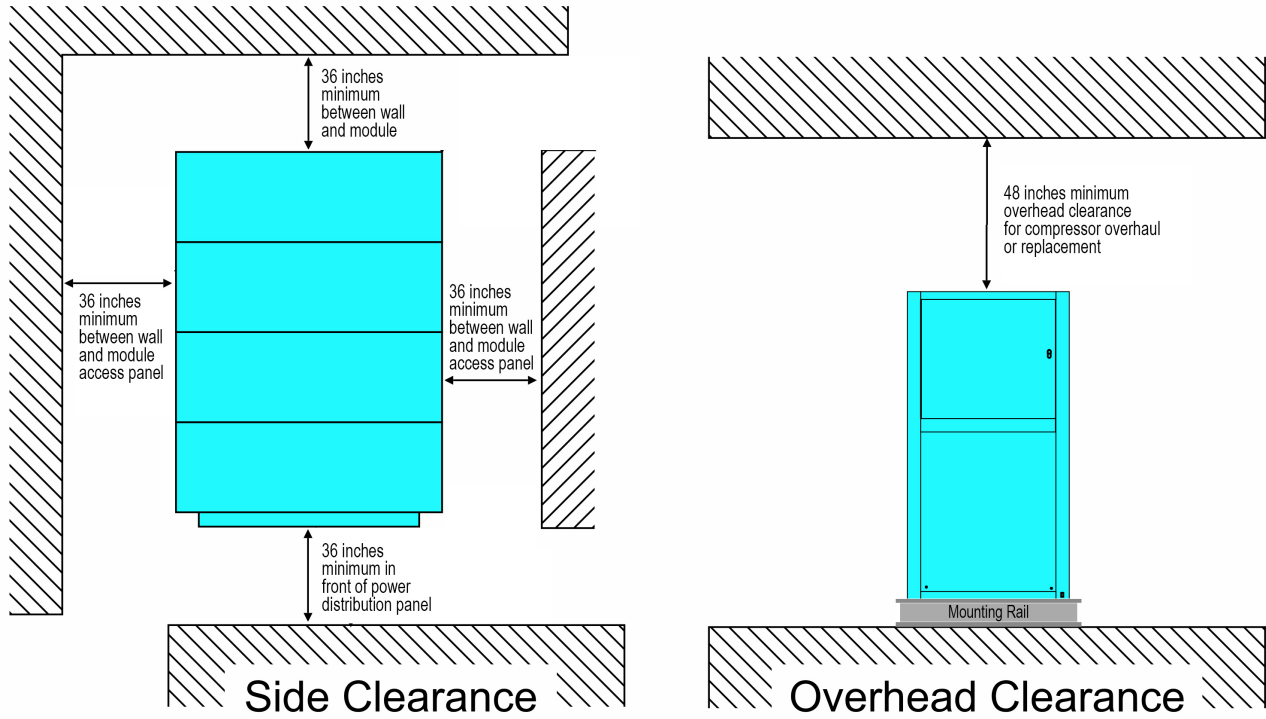 36 inches
minimum
between wall
and module
36 inches
minimum
between wall
and module
access panel
36 inches
minimum
between wall
and module
access panel
36 inches
minimum in
front of power
distribution panel
Side Clearance
48 inches minimum
overhead clearance
for compressor overhaul
or replacement
Mounting Rail
Overhead Clearance